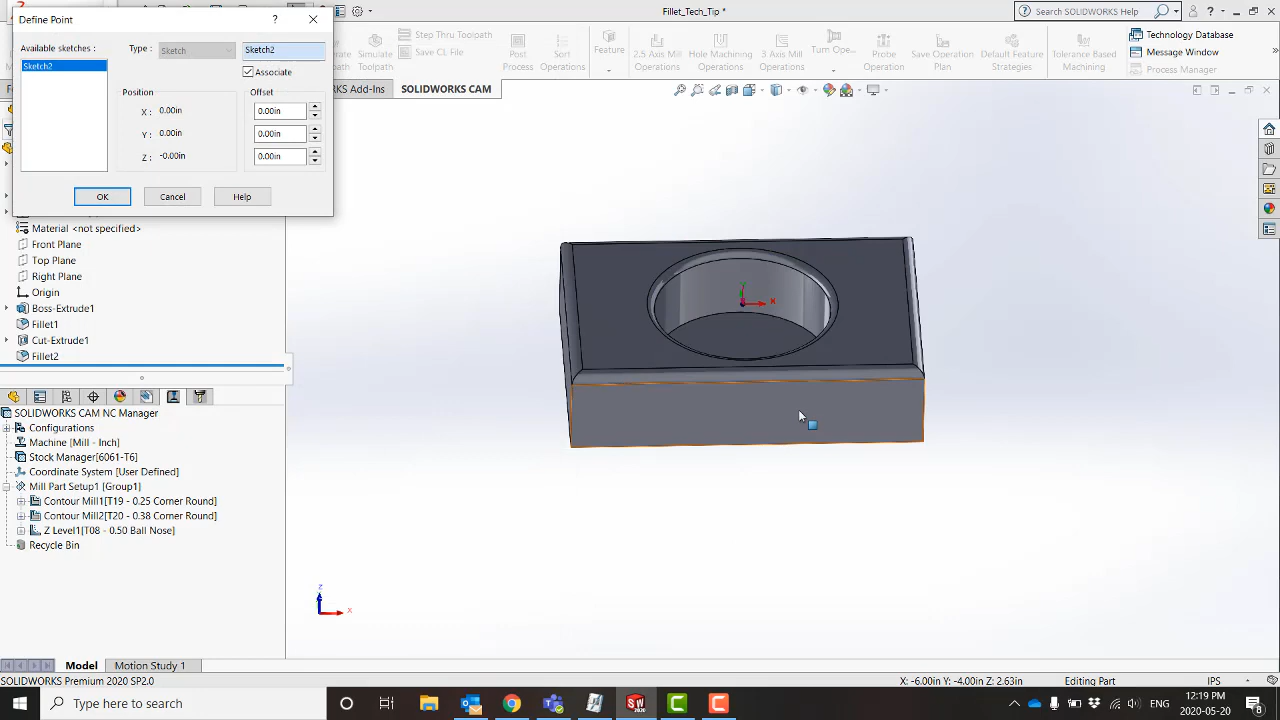 Define Point
?
Available sketches :
Type :
Sketch
Sketch2
Sketch2
Associate
Position
Offset
X : 0.00in
0.00in
Y : 0.00in
0.00in
Z : -0.00in
0.00in
OK
Cancel
Help
Fillet_Tech_Tip *
Search SOLIDWORKS Help
?
Simulate Toolpath
Step Thru Toolpath
Save CL File
Post Process
Sort Operations
Feature
2.5 Axis Mill Operations
Hole Machining Operations
3 Axis Mill Operations
Turn Ope...
Save Operation Plan
Default Feature Strategies
Tolerance Based Machining
Technology Database
Message Window
Process Manager
RKS Add-Ins
SOLIDWORKS CAM
Material <not specified>
Front Plane
Top Plane
Right Plane
Origin
Boss-Extrude1
Fillet1
Cut-Extrude1
Fillet2
SOLIDWORKS CAM NC Manager
Configurations
Machine [Mill - Inch]
Stock Manager[6061-T6]
Coordinate System [User Defined]
Mill Part Setup1 [Group1]
Contour Mill1[T19 - 0.25 Corner Round]
Contour Mill2[T20 - 0.38 Corner Round]
Z Level1[T08 - 0.50 Ball Nose]
Recycle Bin
Y
X
Z
X
Model
Motion Study 1
SOLIDWORKS Premium 2020 SP2.0
X: -6.00in Y: -4.00in Z: 2.63in
Editing Part
IPS
Type here to search
SW
2020
C
C
ENG
12:19 PM
2020-05-20